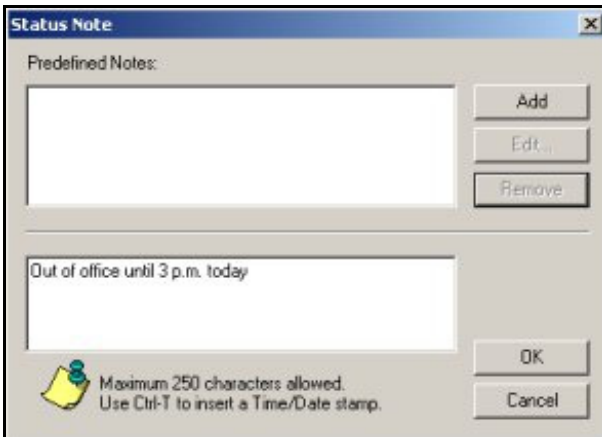 Status Note
Predefined Notes:
Add
Edit...
Remove
Out of office until 3 p.m. today
OK
Maximum 250 characters allowed.
Use Ctrl-T to insert a Time/Date stamp.
Cancel